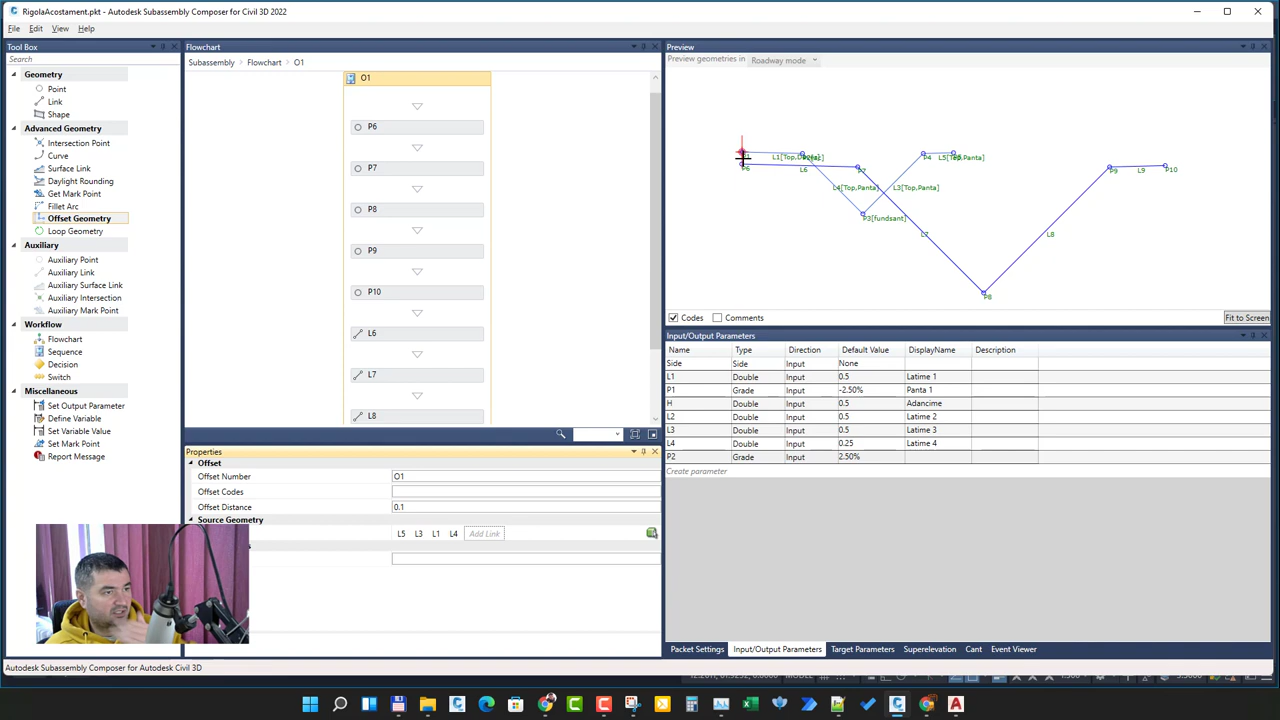 RigolaAcostament.pkt - Autodesk Subassembly Composer for Civil 3D 2022
File Edit View Help
Tool Box
Search
Geometry
Point
Link
Shape
Advanced Geometry
Intersection Point
Curve
Surface Link
Daylight Rounding
Get Mark Point
Fillet Arc
Offset Geometry
Loop Geometry
Auxiliary
Auxiliary Point
Auxiliary Link
Auxiliary Surface Link
Auxiliary Intersection
Auxiliary Mark Point
Workflow
Flowchart
Sequence
Decision
Switch
Miscellaneous
Set Output Parameter
Define Variable
Set Variable Value
Set Mark Point
Report Message
Flowchart
Subassembly Flowchart O1
O1
P6
P7
P8
P9
P10
L6
L7
L8
Properties
Offset
Offset Number O1
Offset Codes
Offset Distance 0.1
Source Geometry
L5 L3 L1 L4 Add Link
Preview
Preview geometries in Roadway mode
P6
L6
P7
P4
L4[Top,Panta]
L3[Top,Panta]
P3[fundsant]
L7
L8
P8
P9
L9
P10
Codes Comments Fit to Screen
Input/Output Parameters
Name Type Direction Default Value DisplayName Description
Side Side Input None
L1 Double Input 0.5 Latime 1
P1 Grade Input -2.50% Panta 1
H Double Input 0.5 Adancime
L2 Double Input 0.5 Latime 2
L3 Double Input 0.5 Latime 3
L4 Double Input 0.25 Latime 4
P2 Grade Input 2.50%
Create parameter
Packet Settings Input/Output Parameters Target Parameters Superelevation Cant Event Viewer
Autodesk Subassembly Composer for Autodesk Civil 3D
MODEL